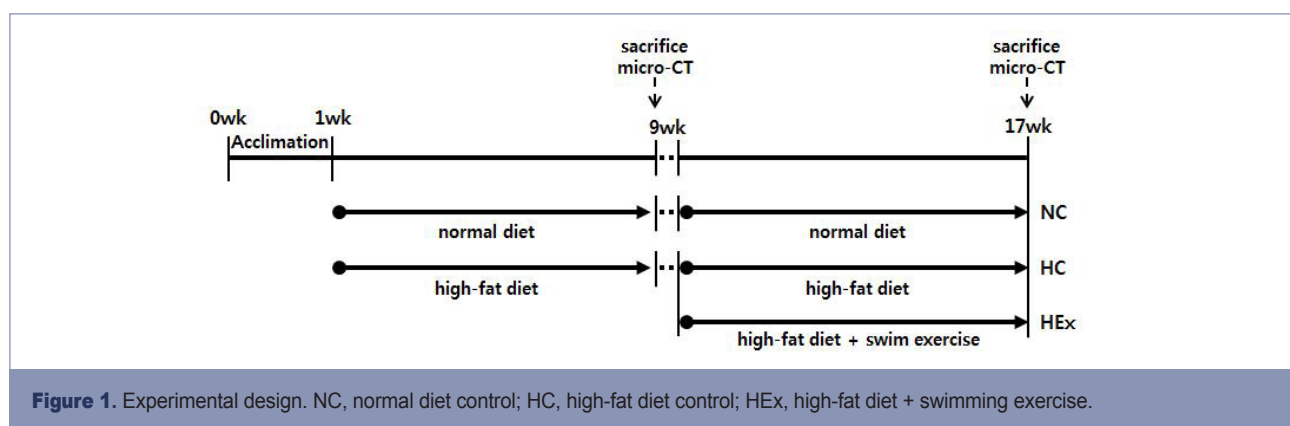 sacrifice
micro-CT
sacrifice
micro-CT
0wk
1wk
9wk
17wk
Acclimation
normal diet
normal diet
NC
high-fat diet
high-fat diet
HC
high-fat diet + swim exercise
HEx
Figure 1. Experimental design. NC, normal diet control; HC, high-fat diet control; HEx, high-fat diet + swimming exercise.